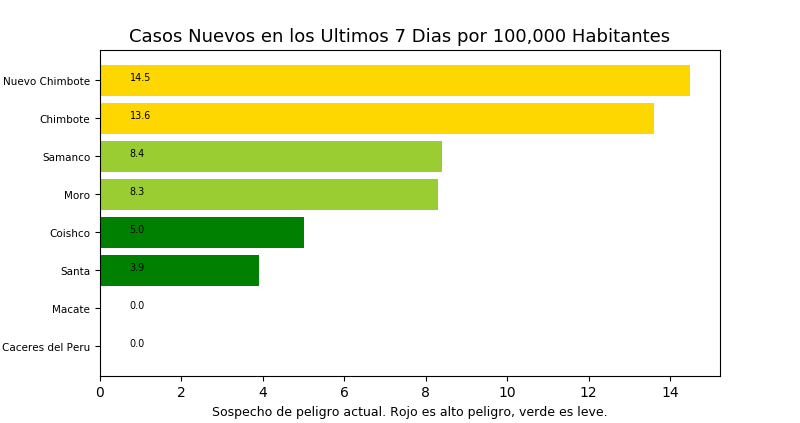 Casos Nuevos en los Ultimos 7 Dias por 100,000 Habitantes
Nuevo Chimbote 14.5
Chimbote 13.6
Samanco 8.4
Moro 8.3
Coishco 5.0
Santa 3.9
Macate 0.0
Caceres del Peru 0.0
0 2 4 6 8 10 12 14
Sospecho de peligro actual. Rojo es alto peligro, verde es leve.